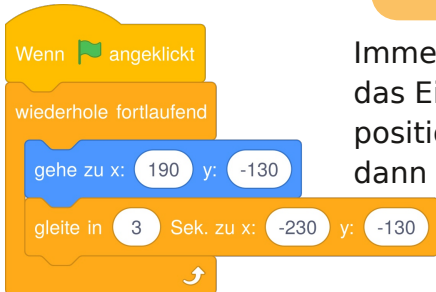 Wenn angeklickt
wiederhole fortlaufend
gehe zu x: 190 y: -130
gleite in 3 Sek. zu x: -230 y: -130
Imme
das Ei
positi
dann